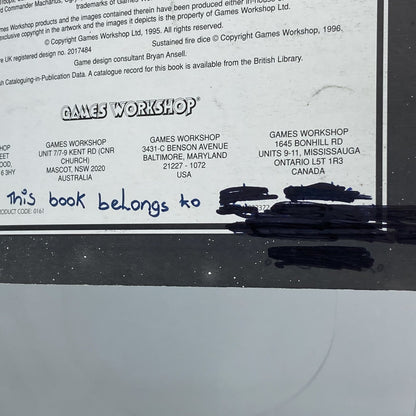 trademarks of Games Workshop
Games Workshop products and the images contained therein have been produced either in-house
exclusive copyright in the artwork and the images it depicts is the property of Games Workshop Ltd.
© Copyright Games Workshop Ltd, 1995. All rights reserved.
UK registered design no. 2017484
Sustained fire dice © Copyright Games Workshop, 1996.
Game design consultant Bryan Ansell.
Cataloguing-in-Publication Data. A catalogue record for this book is available from the British Library.
GAMES WORKSHOP®
GAMES WORKSHOP
UNIT 7/7-9 KENT RD (CNR
CHURCH)
MASCOT, NSW 2020
AUSTRALIA
GAMES WORKSHOP
3431-C BENSON AVENUE
BALTIMORE, MARYLAND
21227 - 1072
USA
GAMES WORKSHOP
1645 BONHILL RD
UNITS 9-11, MISSISSAUGA
ONTARIO L5T 1R3
CANADA
This book belongs to
PRODUCT CODE: 0161